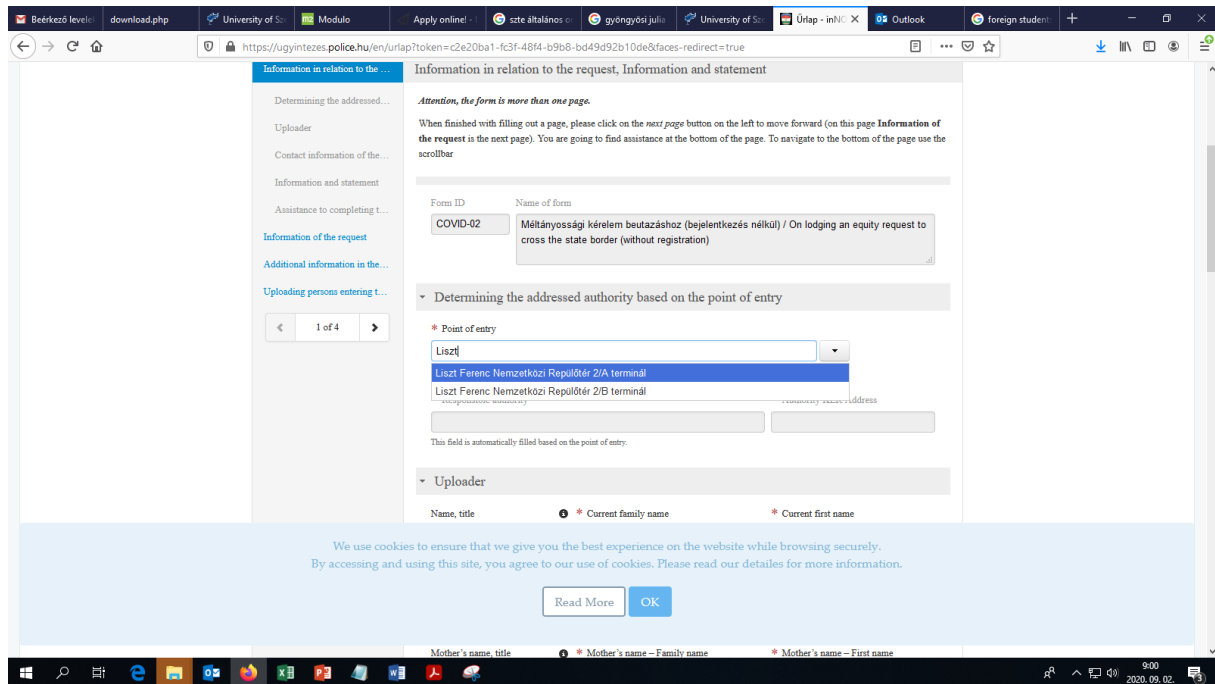 Beérkező levelek
download.php
University of Sze
m2 Modulo
Apply online! -
szte általános or
gyöngyösi julia
University of Sze
Űrlap - inNO
Outlook
foreign students
https://ugyintezes.police.hu/en/urlap?token=c2e20ba1-fc3f-48f4-b9b8-bd49d92b10de&faces-redirect=true
Information in relation to the ...
Determining the addressed...
Uploader
Contact information of the...
Information and statement
Assistance to completing t...
Information of the request
Additional information in the...
Uploading persons entering t...
1 of 4
Information in relation to the request, Information and statement
Attention, the form is more than one page.
When finished with filling out a page, please click on the next page button on the left to move forward (on this page Information of
the request is the next page). You are going to find assistance at the bottom of the page. To navigate to the bottom of the page use the
scrollbar
Form ID
Name of form
COVID-02
Méltányossági kérelem beutazáshoz (bejelentkezés nélkül) / On lodging an equity request to
cross the state border (without registration)
Determining the addressed authority based on the point of entry
* Point of entry
Liszt
Liszt Ferenc Nemzetközi Repülőtér 2/A terminál
Liszt Ferenc Nemzetközi Repülőtér 2/B terminál
Responsible authority
Authority KER Address
This field is automatically filled based on the point of entry.
Uploader
Name, title
* Current family name
* Current first name
We use cookies to ensure that we give you the best experience on the website while browsing securely.
By accessing and using this site, you agree to our use of cookies. Please read our detailes for more information.
Read More
OK
Mother's name, title
* Mother's name – Family name
* Mother's name – First name
9:00
2020. 09. 02.